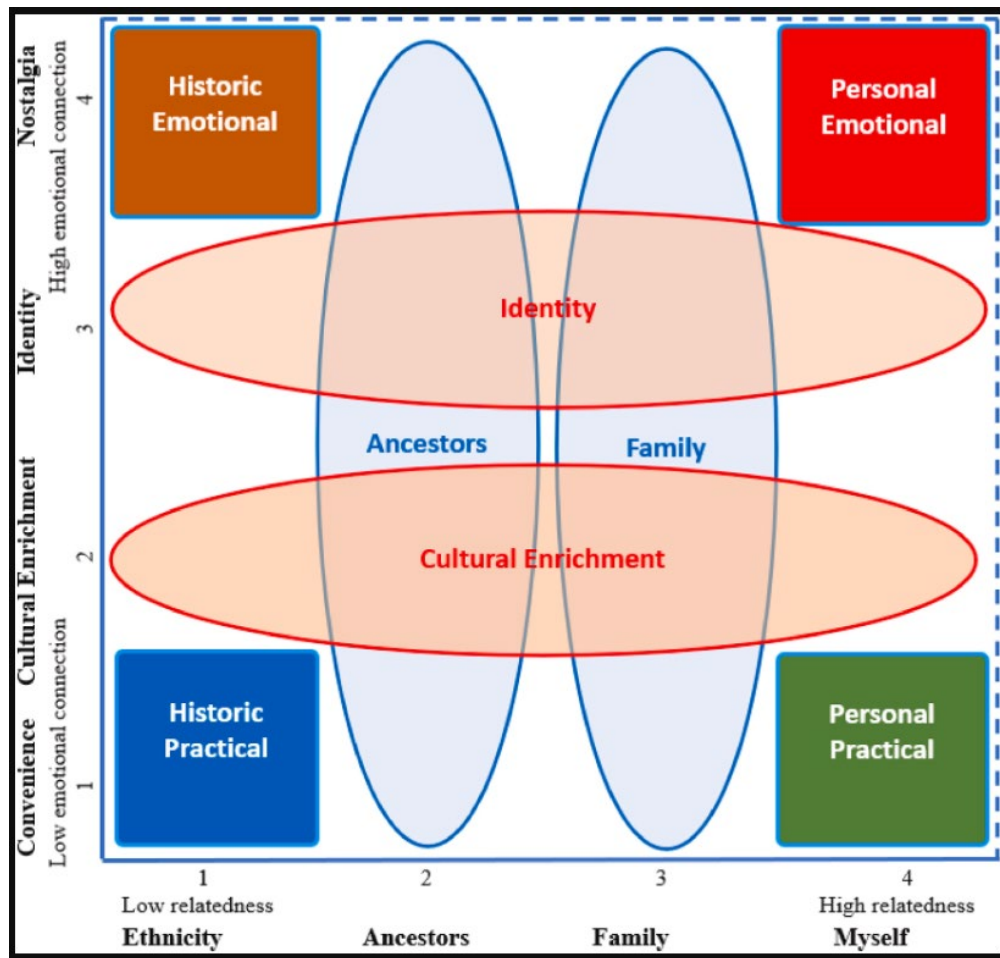 Nostalgia
High emotional connection
4
Historic
Emotional
Personal
Emotional
Identity
3
Identity
Ancestors
Family
Cultural Enrichment
2
Cultural Enrichment
Convenience
Low emotional connection
1
Historic
Practical
Personal
Practical
1
2
3
4
Low relatedness
High relatedness
Ethnicity
Ancestors
Family
Myself